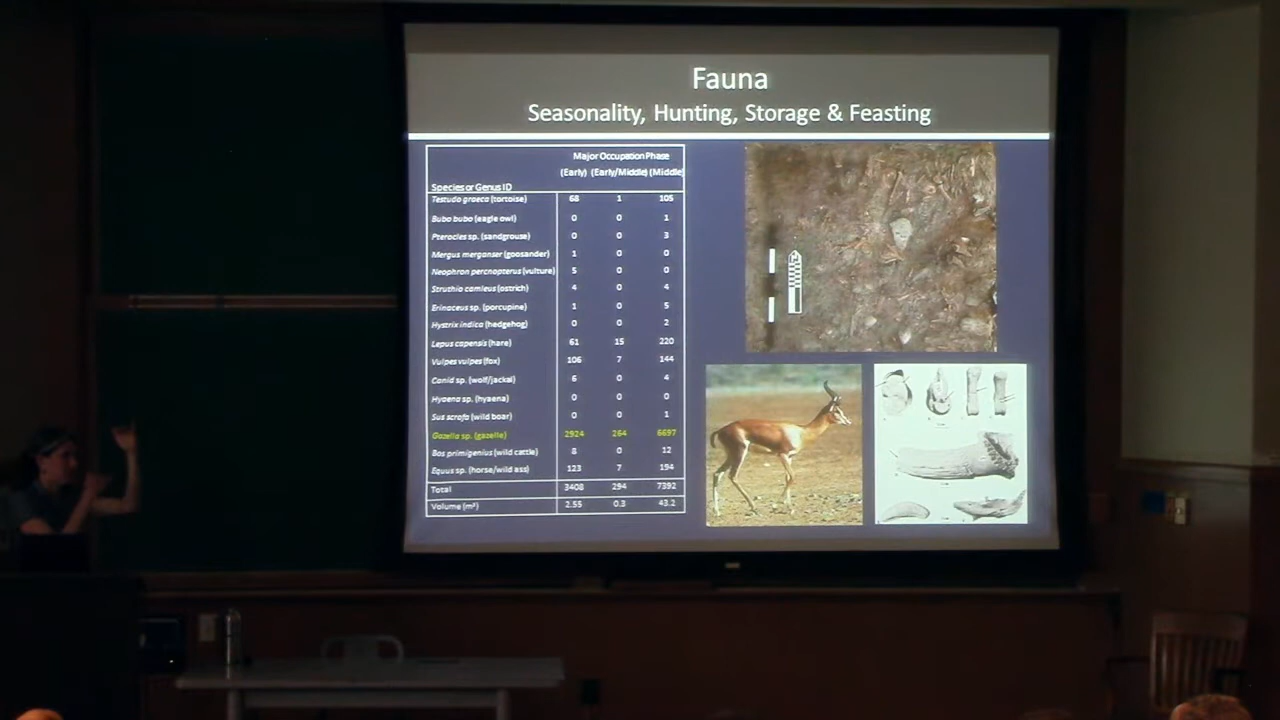 Fauna
Seasonality, Hunting, Storage & Feasting
Major Occupation Phase
(Early) (Early/Middle) (Middle)
Species or Genus ID
Testudo graeca (tortoise) 68 1 105
Bubo bubo (eagle owl) 0 0 1
Pterocles sp. (sandgrouse) 0 0 3
Mergus merganser (goosander) 1 0 0
Neophron percnopterus (vulture) 5 0 0
Struthio camleus (ostrich) 4 0 4
Erinaceus sp. (porcupine) 1 0 5
Hystrix indica (hedgehog) 0 0 2
Lepus capensis (hare) 61 15 220
Vulpes vulpes (fox) 106 7 144
Canid sp. (wolf/jackal) 6 0 4
Hyaena sp. (hyaena) 0 0 0
Sus scrofa (wild boar) 0 0 1
Gazella sp. (gazelle) 2924 264 6697
Bos primigenius (wild cattle) 8 0 12
Equus sp. (horse/wild ass) 123 7 194
Total 3408 294 7392
Volume (m³) 2.55 0.3 43.2